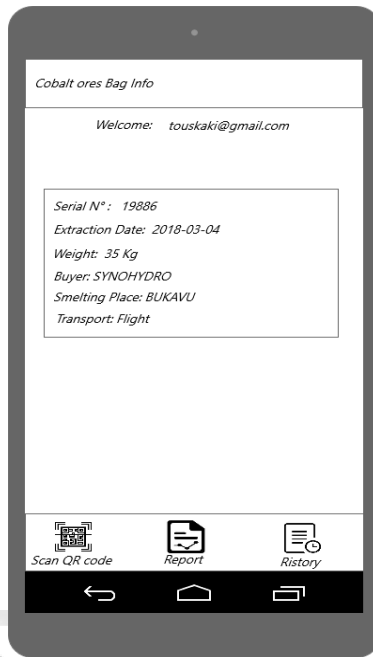 Cobalt ores Bag Info
Welcome: touskaki@gmail.com
Serial N° : 19886
Extraction Date: 2018-03-04
Weight: 35 Kg
Buyer: SYNOHYDRO
Smelting Place: BUKAVU
Transport: Flight
Scan QR code Report Ristory